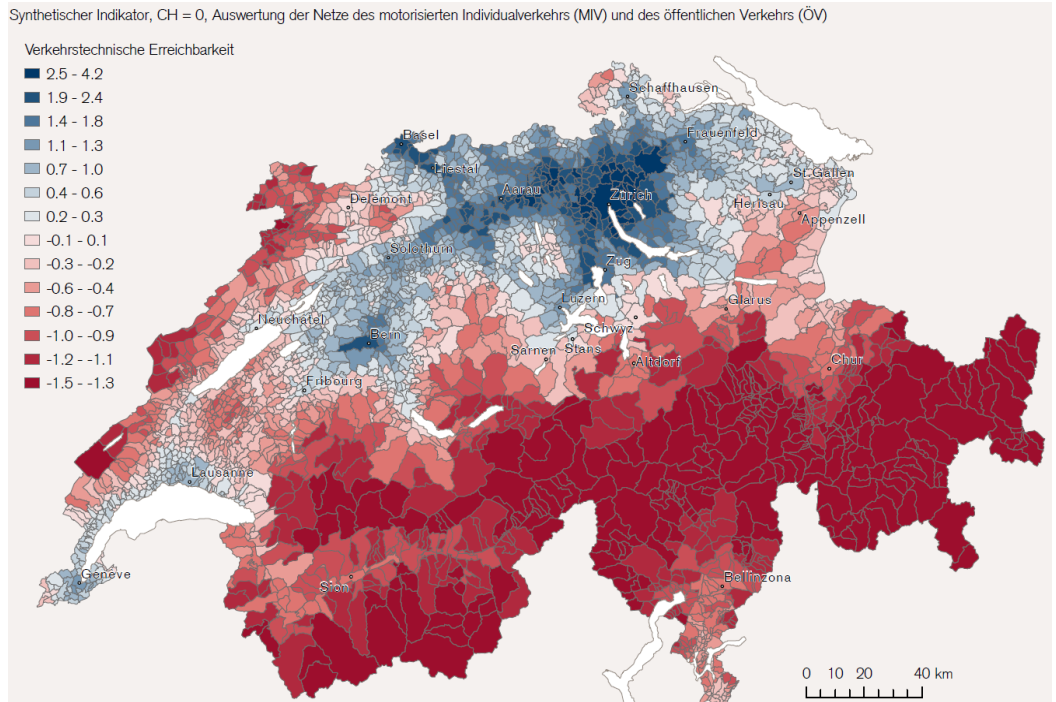 Synthetischer Indikator, CH = 0, Auswertung der Netze des motorisierten Individualverkehrs (MIV) und des öffentlichen Verkehrs (ÖV)
Verkehrstechnische Erreichbarkeit
2.5 - 4.2
1.9 - 2.4
1.4 - 1.8
1.1 - 1.3
0.7 - 1.0
0.4 - 0.6
0.2 - 0.3
-0.1 - 0.1
-0.3 - -0.2
-0.6 - -0.4
-0.8 - -0.7
-1.0 - -0.9
-1.2 - -1.1
-1.5 - -1.3
Schaffhausen
Basel
Frauenfeld
Liestal
St.Gallen
Aarau
Zürich
Delémont
Herisau
Appenzell
Solothurn
Zug
Luzern
Glarus
Neuchâtel
Schwyz
Bern
Sarnen
Stans
Altdorf
Chur
Fribourg
Lausanne
Genève
Bellinzona
Sion
0 10 20 40 km